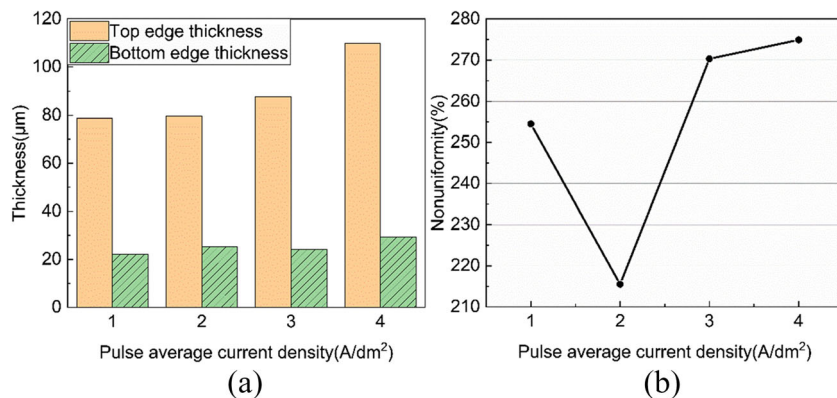 Top edge thickness
Bottom edge thickness
Thickness(μm)
120
100
80
60
40
20
0
1 2 3 4
Pulse average current density(A/dm²)
(a)
Nonuniformity(%)
280
270
260
250
240
230
220
210
1 2 3 4
Pulse average current density(A/dm²)
(b)